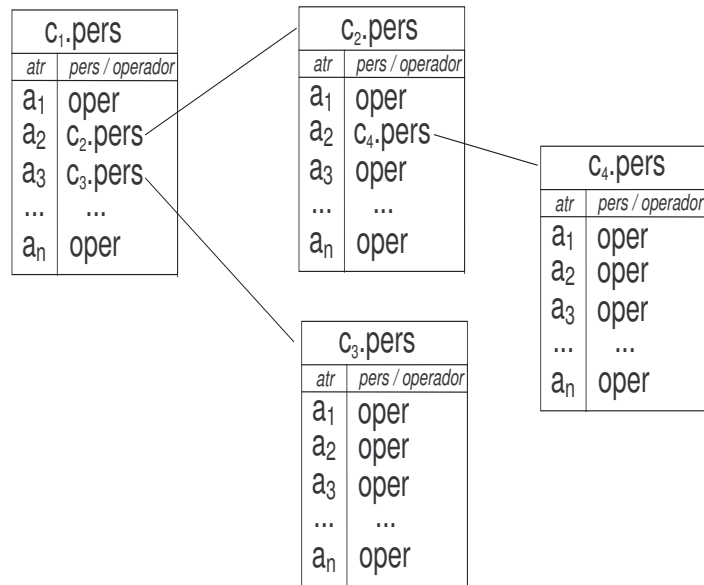 c₁.pers
atr pers / operador
a₁ oper
a₂ c₂.pers
a₃ c₃.pers
... ...
aₙ oper
c₂.pers
atr pers / operador
a₁ oper
a₂ c₄.pers
a₃ oper
... ...
aₙ oper
c₄.pers
atr pers / operador
a₁ oper
a₂ oper
a₃ oper
... ...
aₙ oper
c₃.pers
atr pers / operador
a₁ oper
a₂ oper
a₃ oper
... ...
aₙ oper